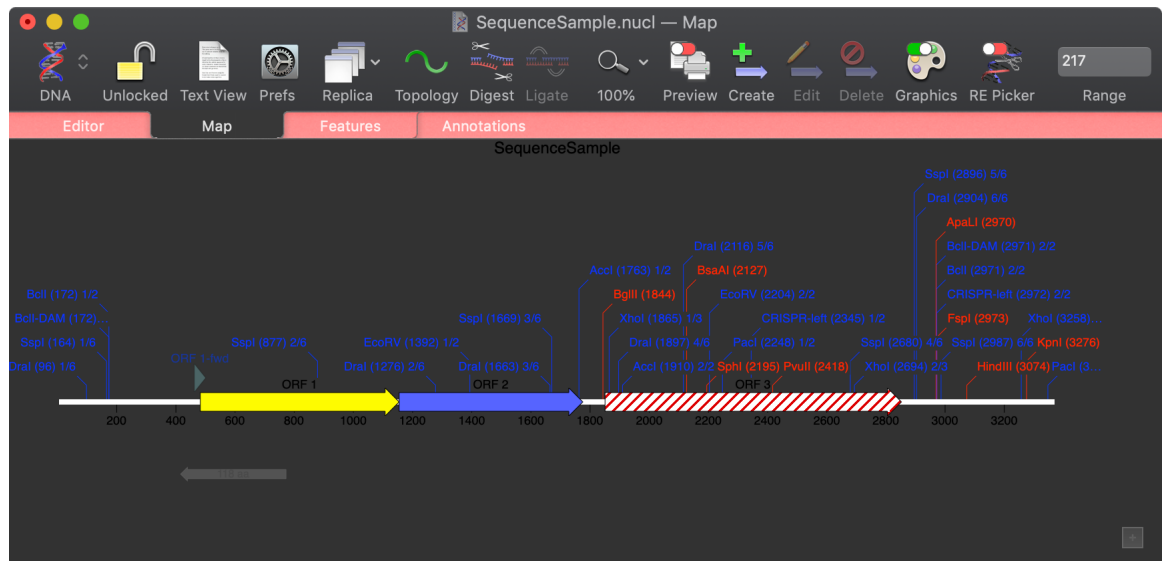 SequenceSample.nucl — Map
217
DNA Unlocked Text View Prefs Replica Topology Digest Ligate 100% Preview Create Edit Delete Graphics RE Picker Range
Editor Map Features Annotations
SequenceSample
SspI (2898) 5/6
DraI (2904) 6/6
ApaLI (2970)
DraI (2116) 5/6 BclI-DAM (2971) 2/2
AccI (1763) 1/2 BsaAI (2127) BclI (2971) 2/2
BclI (172) 1/2 BglII (1844) EcoRV (2204) 2/2 CRISPR-left (2972) 2/2
BclI-DAM (172)... SspI (1669) 3/6 XhoI (1865) 1/3 CRISPR-left (2345) 1/2 FspI (2973) XhoI (3258)...
SspI (164) 1/6 SspI (877) 2/6 EcoRV (1392) 1/2 DraI (1897) 4/6 PacI (2248) 1/2 SspI (2680) 4/6 SspI (2987) 6/6 KpnI (3276)
DraI (96) 1/6 DraI (1276) 2/6 DraI (1663) 3/6 AccI (1910) 2/2 SphI (2195) PvuII (2418) XhoI (2694) 2/3 HindIII (3074) PacI (3...
ORF 1 ORF 2 ORF 3
200 400 600 800 1000 1200 1400 1600 1800 2000 2200 2400 2600 2800 3000 3200